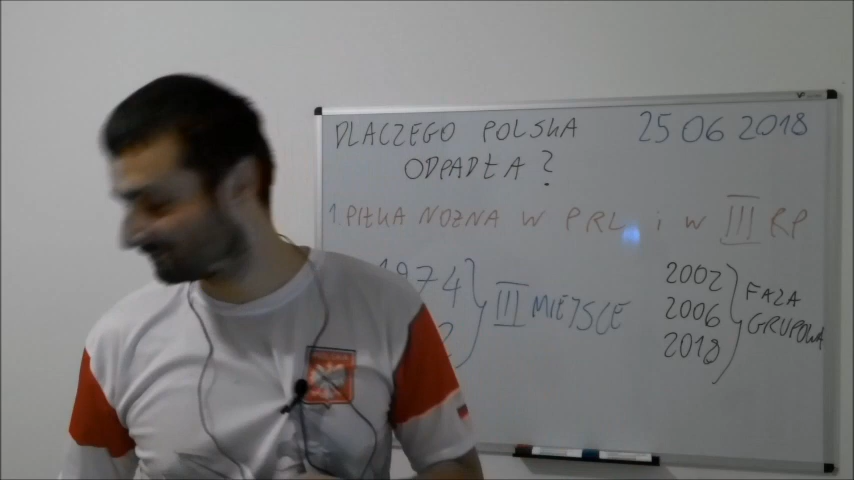 DLACZEGO POLSKA 25 06 2018
ODPADŁA?
1. PIŁKA NOŻNA W PRL i W III RP
1974
III MIEJSCE
2002
2006
2018
FAZA
GRUPOWA